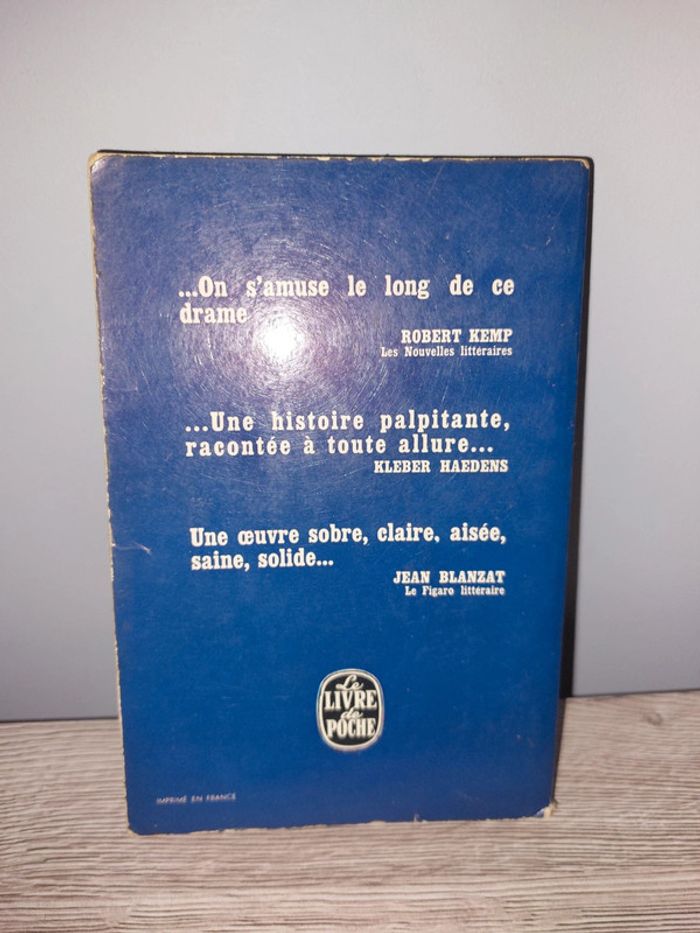 ...On s'amuse le long de ce
drame
ROBERT KEMP
Les Nouvelles littéraires
...Une histoire palpitante,
racontée à toute allure...
KLEBER HAEDENS
Une œuvre sobre, claire, aisée,
saine, solide...
JEAN BLANZAT
Le Figaro littéraire
Le
LIVRE
de
POCHE
IMPRIMÉ EN FRANCE